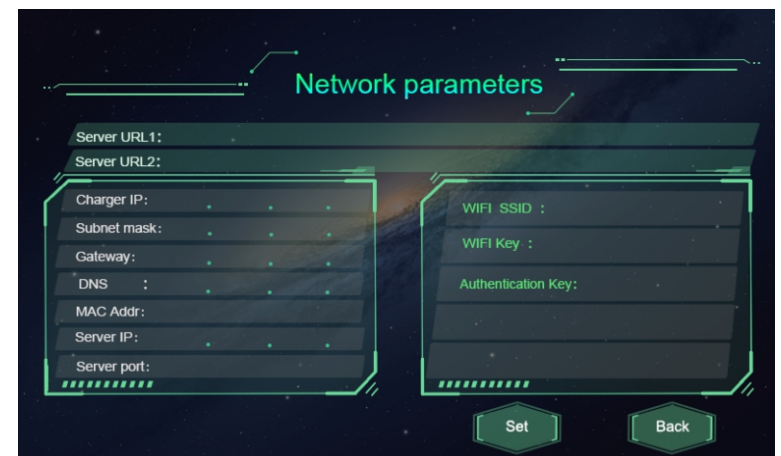 Network parameters
Server URL1:
Server URL2:
Charger IP:
Subnet mask:
Gateway:
DNS :
MAC Addr:
Server IP:
Server port:
WIFI SSID :
WIFI Key :
Authentication Key:
Set
Back